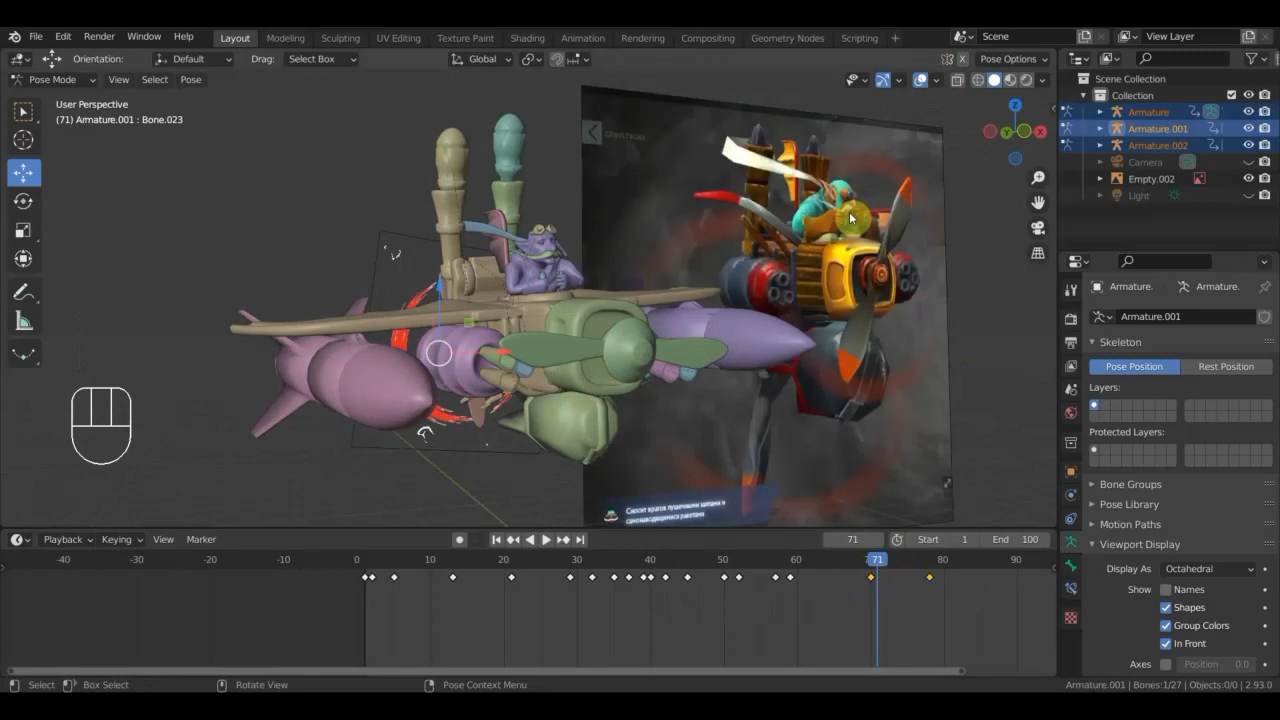 File Edit Render Window Help Layout Modeling Sculpting UV Editing Shading Texture Paint Animation Rendering Compositing Geometry Nodes Scripting + Scene View Layer
Orientation: Default Drag: Select Box Global Pose Options
Pose Mode View Select Pose
User Perspective
(71) Armature.001 : Bone.023
Scene Collection
Collection
Armature
Armature.001
Armature.002
Camera
Empty.002
Light
Armature. Armature.
Armature.001
Skeleton
Pose Position Rest Position
Layers:
Protected Layers:
Bone Groups
Pose Library
Motion Paths
Viewport Display
Display As Octahedral
Show Names
Shapes
Group Colors
In Front
Axes Position 0.0
X Y Z
Сносит врагов пушечными залпами и
самонаводящимися ракетами
Playback Keying View Marker 71 Start 1 End 100
-40 -30 -20 -10 0 10 20 30 40 50 60 71 80 90
Select Box Select Rotate View Pose Context Menu Armature.001 | Bones:1/27 | Objects:0/0 | 2.93.0